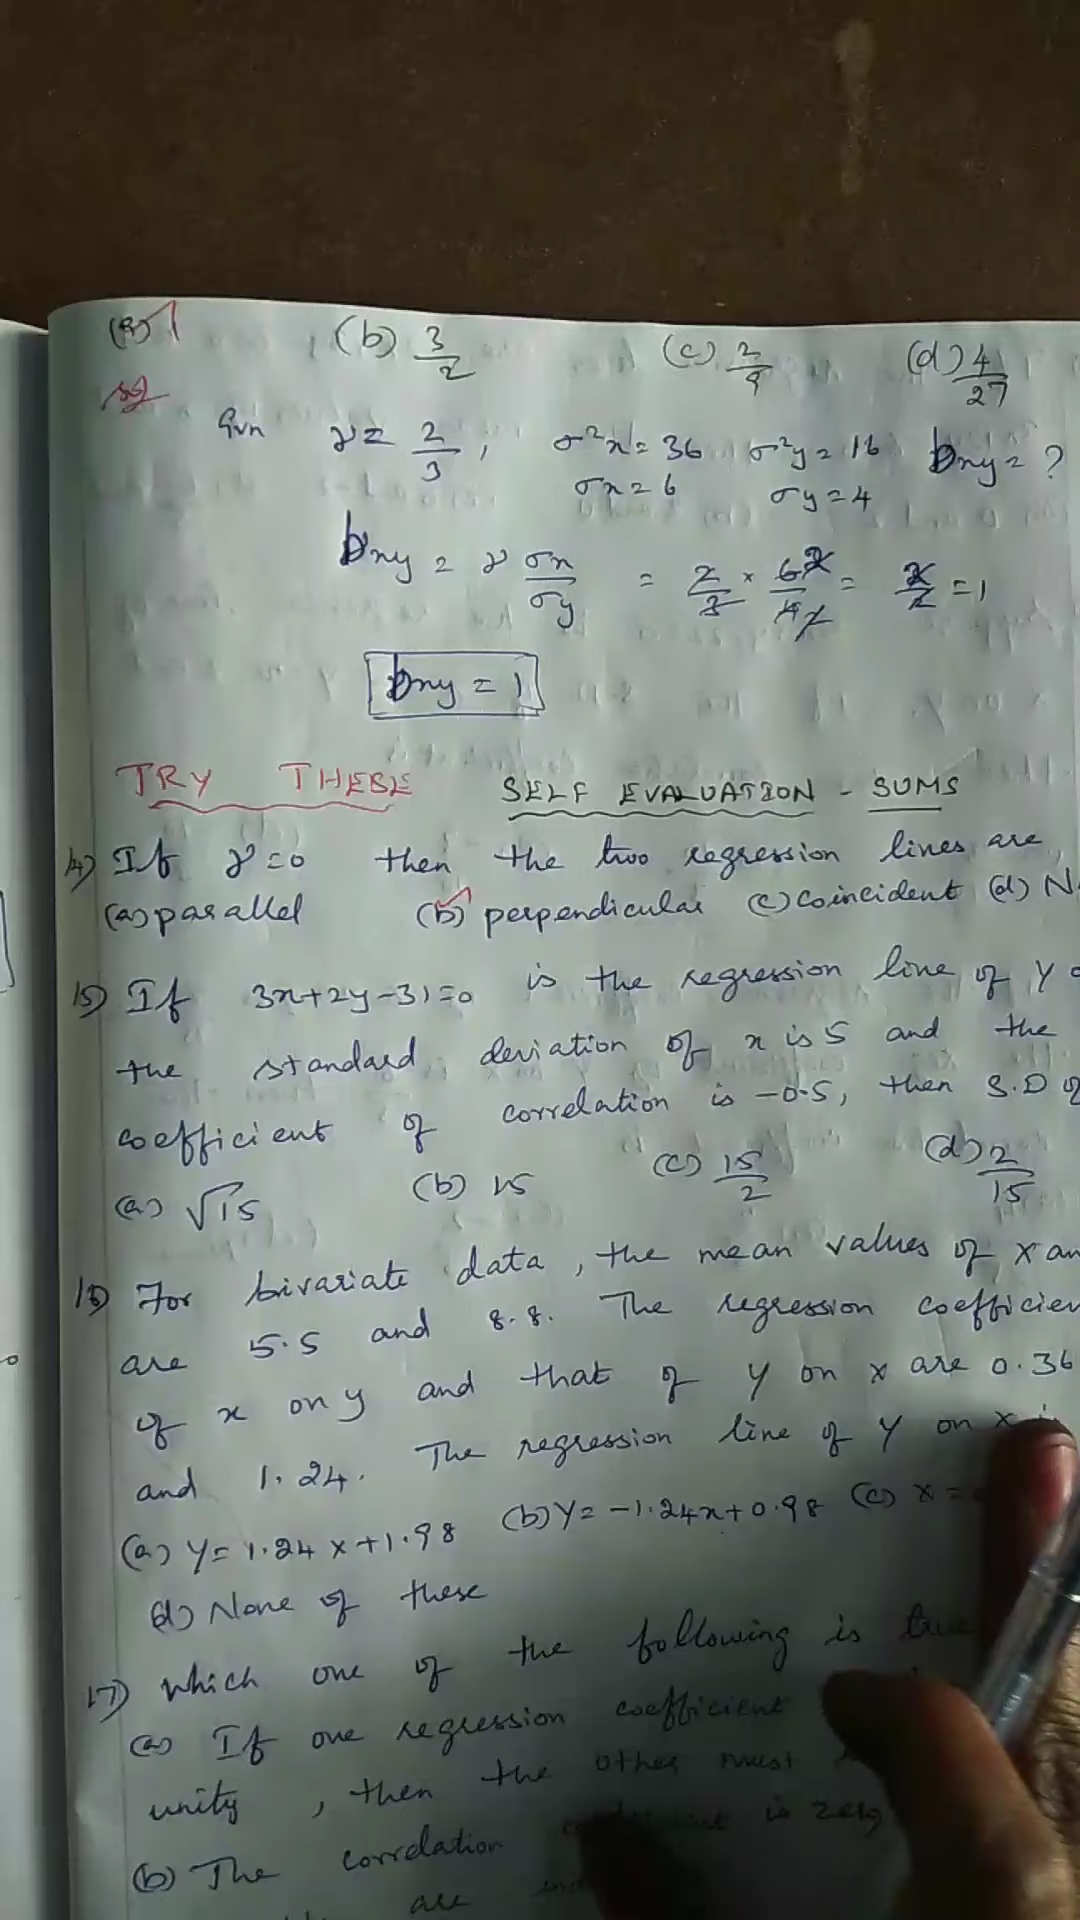 (a) 1 (b) 3/2 (c) 2/9 (d) 4/27
Sol
Gvn r = 2/3, σ²x = 36 σ²y = 16 bxy = ?
σx = 6 σy = 4
bxy = r σx/σy = 2/3 × 6/4 = 2/2 = 1
bxy = 1
TRY THESE SELF EVALUATION - SUMS
14) If r=0 then the two regression lines are
(a) parallel (b) perpendicular (c) coincident (d)
15) If 3x+2y-31=0 is the regression line of y
the standard deviation of x is 5 and the
coefficient of correlation is -0.5, then S.D of
(a) √15 (b) 15 (c) 15/2 (d) 2/15
16) For bivariate data, the mean values of x
are 5.5 and 8.8. The regression
of x on y and that of y on x are 0.36
and 1.24. The regression line of y on x
(a) y = 1.24 x + 1.98 (b) y = -1.24x + 0.98 (c) x =
(d) None of these
17) which one of the following is true
(a) If one regression coefficient
unity, then the other must
(b) The correlation is zero
are